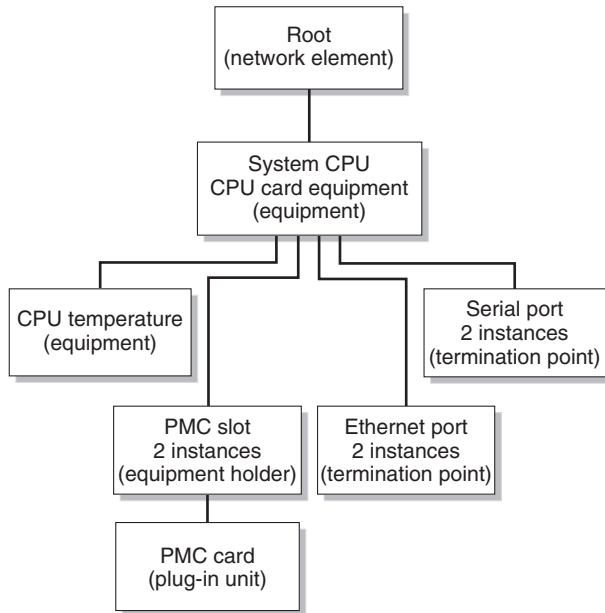 Root
(network element)
System CPU
CPU card equipment
(equipment)
CPU temperature
(equipment)
Serial port
2 instances
(termination point)
PMC slot
2 instances
(equipment holder)
Ethernet port
2 instances
(termination point)
PMC card
(plug-in unit)